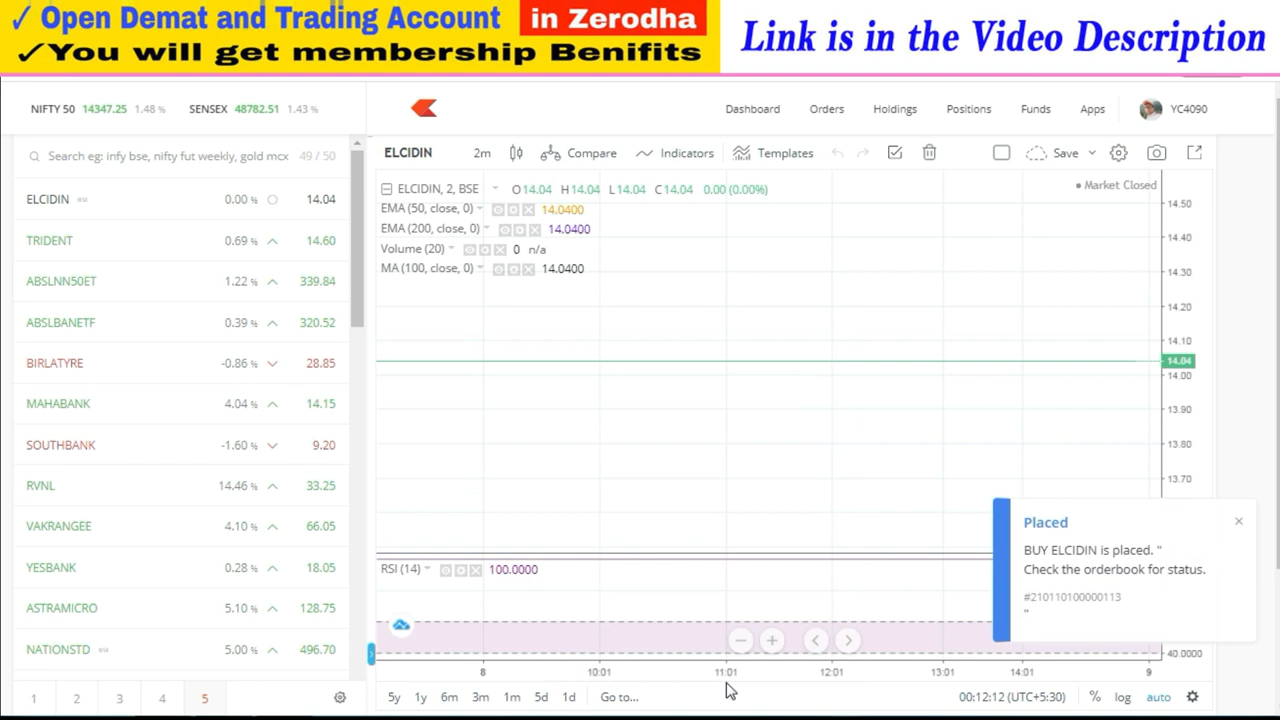 ✓ Open Demat and Trading Account in Zerodha
✓You will get membership Benifits
Link is in the Video Description
NIFTY 50 14347.25 1.48 % SENSEX 48782.51 1.43 %
Dashboard Orders Holdings Positions Funds Apps YC4090
Search eg: infy bse, nifty fut weekly, gold mcx 49 / 50
ELCIDIN BSE 0.00 % 14.04
TRIDENT 0.69 % 14.60
ABSLNN50ET 1.22 % 339.84
ABSLBANETF 0.39 % 320.52
BIRLATYRE -0.86 % 28.85
MAHABANK 4.04 % 14.15
SOUTHBANK -1.60 % 9.20
RVNL 14.46 % 33.25
VAKRANGEE 4.10 % 66.05
YESBANK 0.28 % 18.05
ASTRAMICRO 5.10 % 128.75
NATIONSTD BSE 5.00 % 496.70
1 2 3 4 5
ELCIDIN 2m Compare Indicators Templates Save
ELCIDIN, 2, BSE O14.04 H14.04 L14.04 C14.04 0.00 (0.00%)
Market Closed
EMA (50, close, 0) 14.0400
EMA (200, close, 0) 14.0400
Volume (20) 0 n/a
MA (100, close, 0) 14.0400
14.50
14.40
14.30
14.20
14.10
14.04
14.00
13.90
13.80
13.70
RSI (14) 100.0000
40.0000
Placed
BUY ELCIDIN is placed. "
Check the orderbook for status.
#210110100000113
"
8 10:01 11:01 12:01 13:01 14:01 9
5y 1y 6m 3m 1m 5d 1d Go to... 00:12:12 (UTC+5:30) % log auto